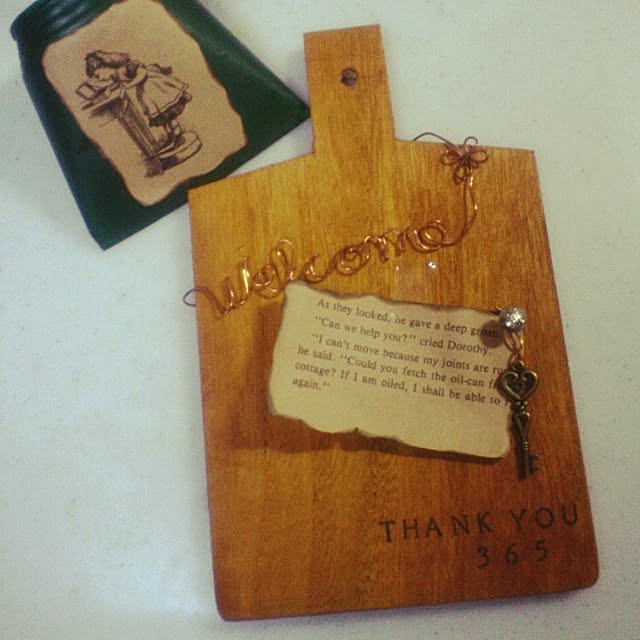 Welcome
As they looked, he gave a deep groan.
"Can we help you?" cried Dorothy.
"I can't move because my joints are
he said. "Could you fetch the oil-can
cottage? If I am oiled, I shall be able to
again."
THANK YOU
365